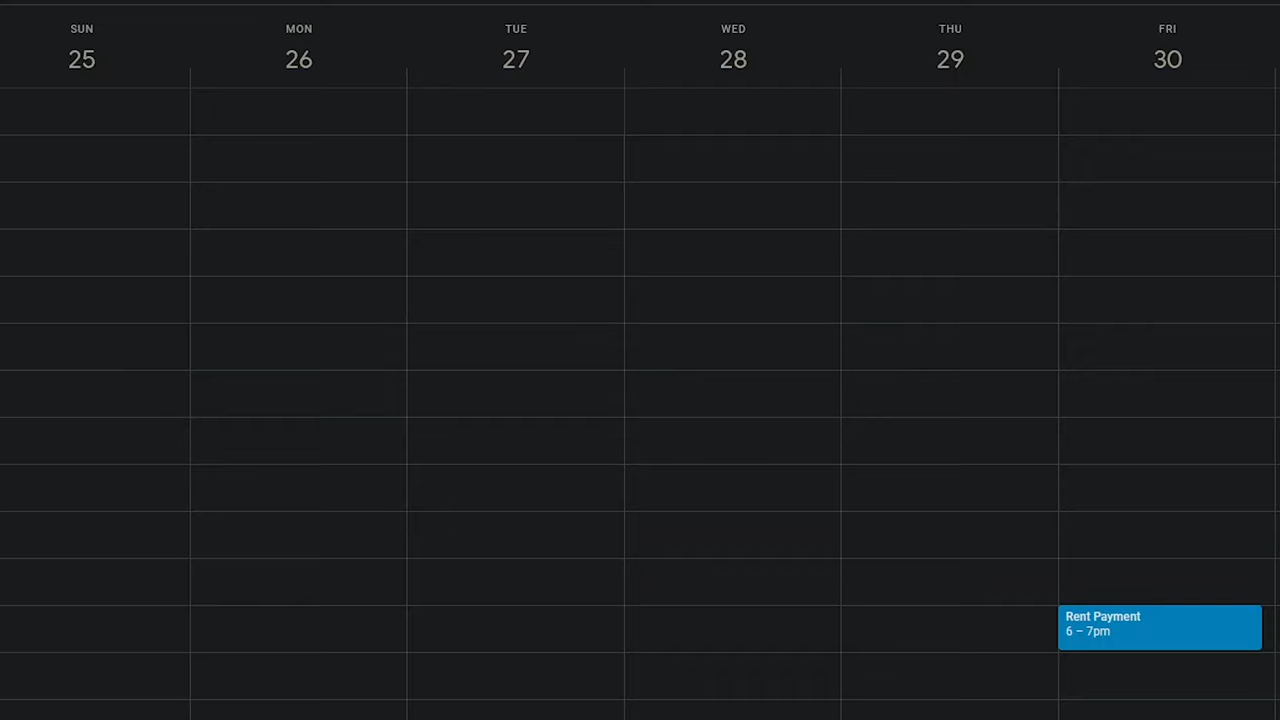 SUN MON TUE WED THU FRI
25 26 27 28 29 30
Rent Payment
6 – 7pm